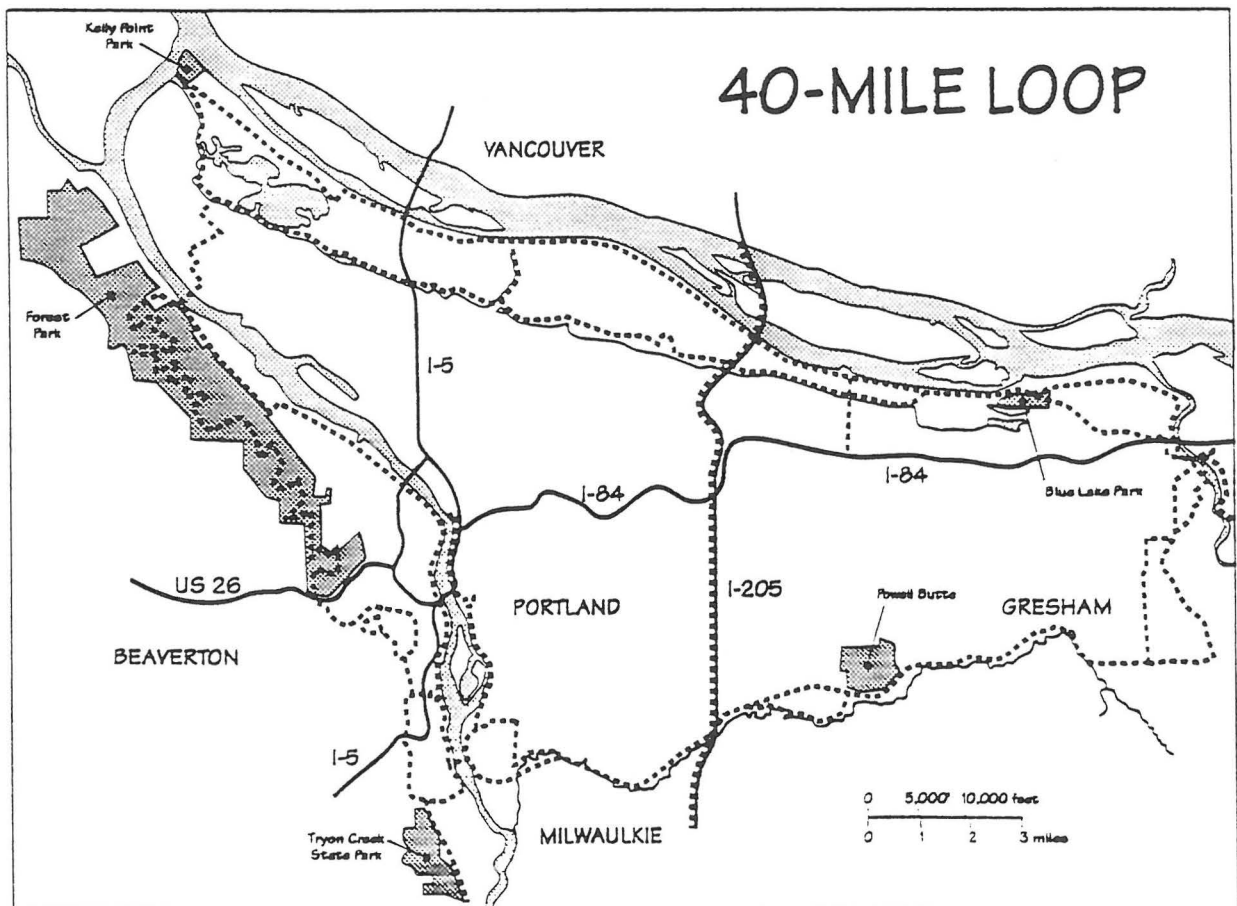 Kelly Point
Park
40-MILE LOOP
VANCOUVER
Forest
Park
I-5
I-84
I-84
Blue Lake Park
US 26
PORTLAND
I-205
Powell Butte
GRESHAM
BEAVERTON
I-5
0 5,000' 10,000 feet
0 1 2 3 miles
MILWAULKIE
Tryon Creek
State Park